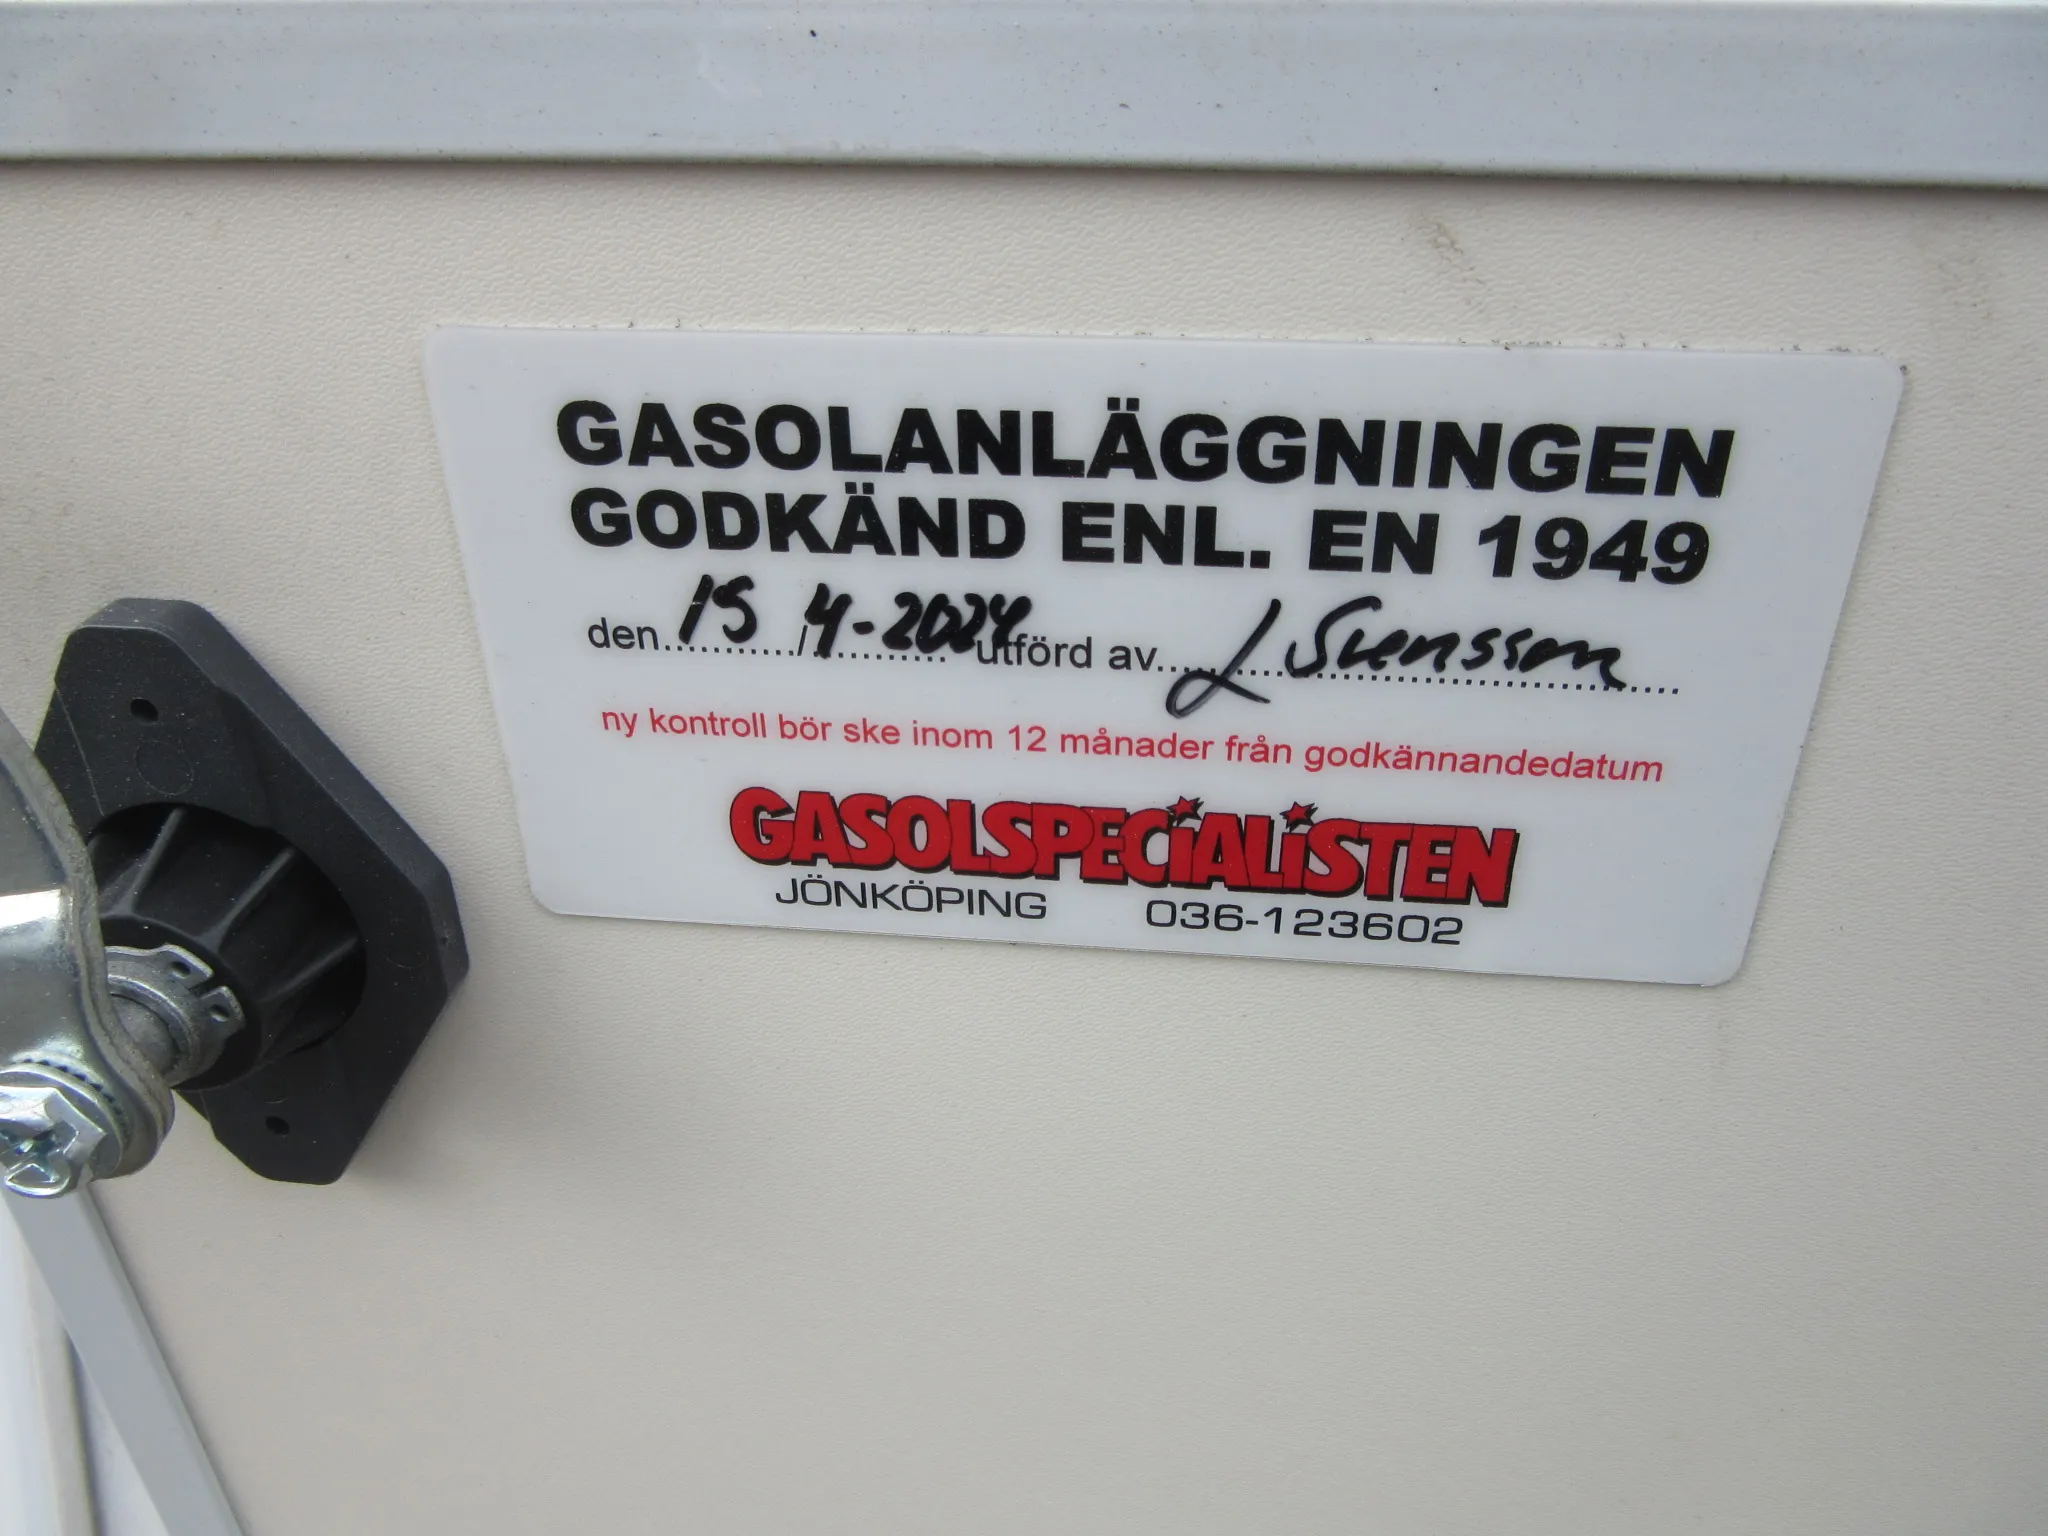 GASOLANLÄGGNINGEN
GODKÄND ENL. EN 1949
den 15 / 4-2024 utförd av L Svensson
ny kontroll bör ske inom 12 månader från godkännandedatum
GASOLSPECIALISTEN
JÖNKÖPING 036-123602